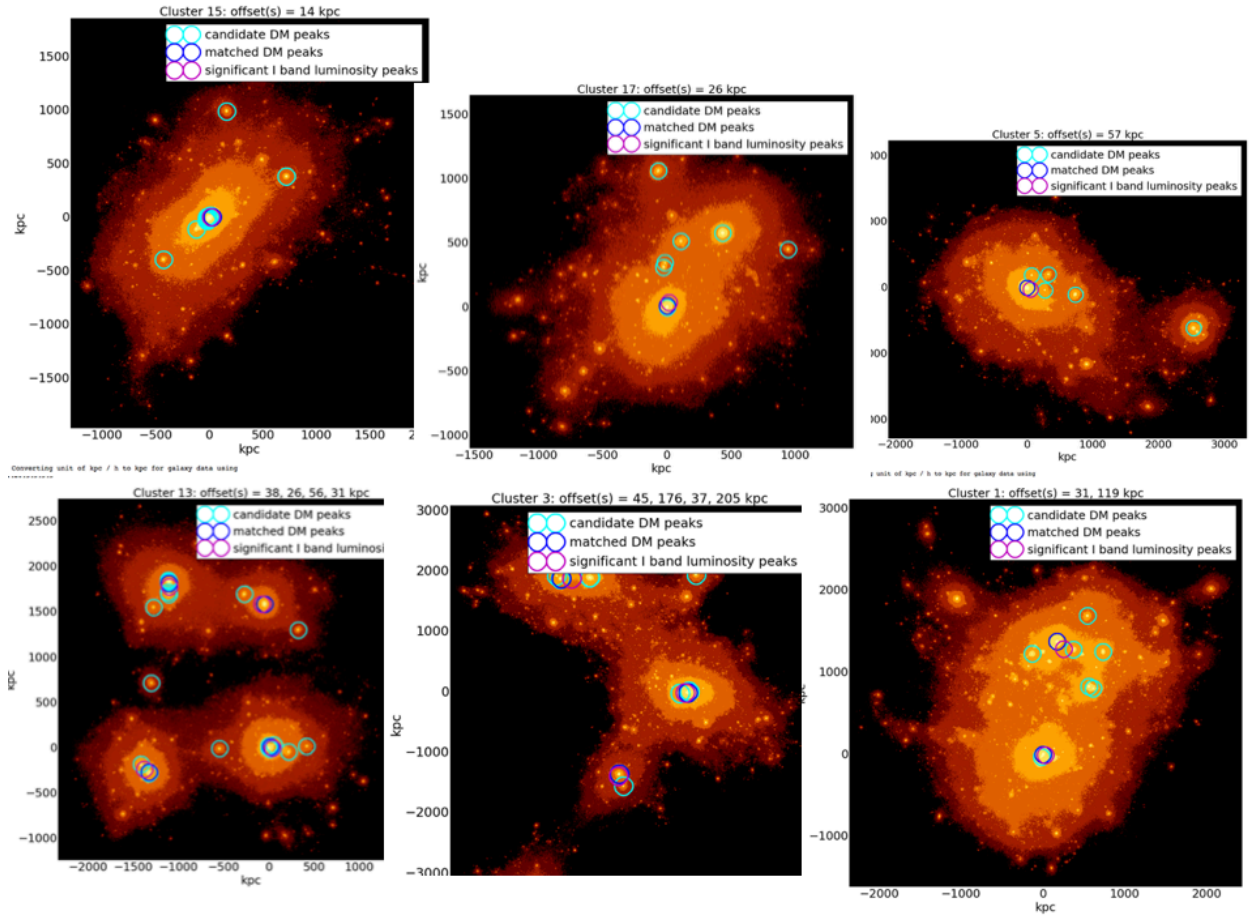 Cluster 15: offset(s) = 14 kpc
candidate DM peaks
matched DM peaks
significant I band luminosity peaks
1500
1000
500
0
−500
−1000
−1500
kpc
−1000 −500 0 500 1000 1500 2
kpc
Converting unit of kpc / h to kpc for galaxy data using
Cluster 17: offset(s) = 26 kpc
candidate DM peaks
matched DM peaks
significant I band luminosity peaks
1500
1000
500
0
−500
−1000
kpc
−1000 −500 0 500 1000
kpc
Cluster 5: offset(s) = 57 kpc
candidate DM peaks
matched DM peaks
significant I band luminosity peaks
000
000
0
000
000
−2000 −1000 0 1000 2000 3000
kpc
unit of kpc / h to kpc for galaxy data using
Cluster 13: offset(s) = 38, 26, 56, 31 kpc
candidate DM peaks
matched DM peaks
significant I band luminosi
2500
2000
1500
1000
500
0
−500
−1000
kpc
−2000 −1500 −1000 −500 0 500 1000
kpc
Cluster 3: offset(s) = 45, 176, 37, 205 kpc
candidate DM peaks
matched DM peaks
significant I band luminosity peaks
3000
2000
1000
0
−1000
−2000
−3000
kpc
Cluster 1: offset(s) = 31, 119 kpc
candidate DM peaks
matched DM peaks
significant I band luminosity peaks
3000
2000
1000
0
−1000
kpc
−2000 −1000 0 1000 2000
kpc